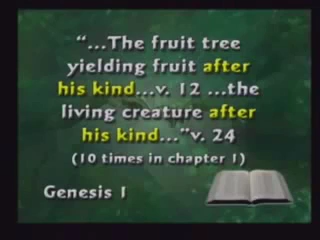 "...The fruit tree
yielding fruit after
his kind...v. 12 ...the
living creature after
his kind..."v. 24
(10 times in chapter 1)
Genesis 1